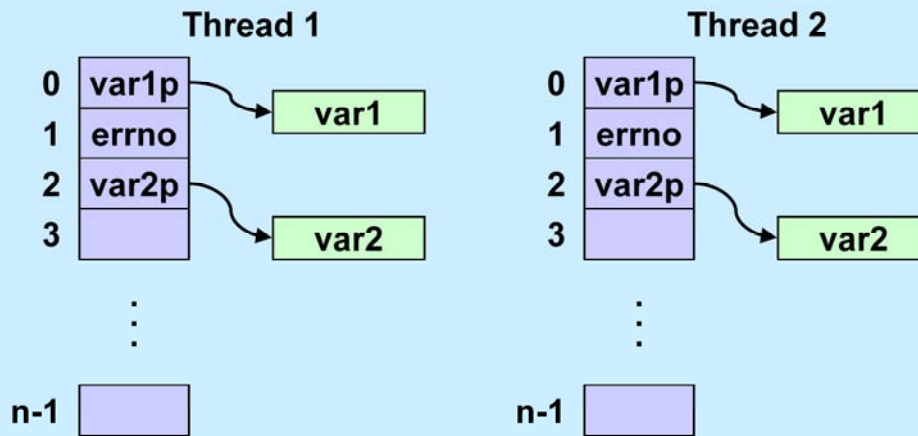 Thread 1
0 var1p
var1
1 errno
2 var2p
3
var2
.
.
.
n-1
Thread 2
0 var1p
var1
1 errno
2 var2p
3
var2
.
.
.
n-1